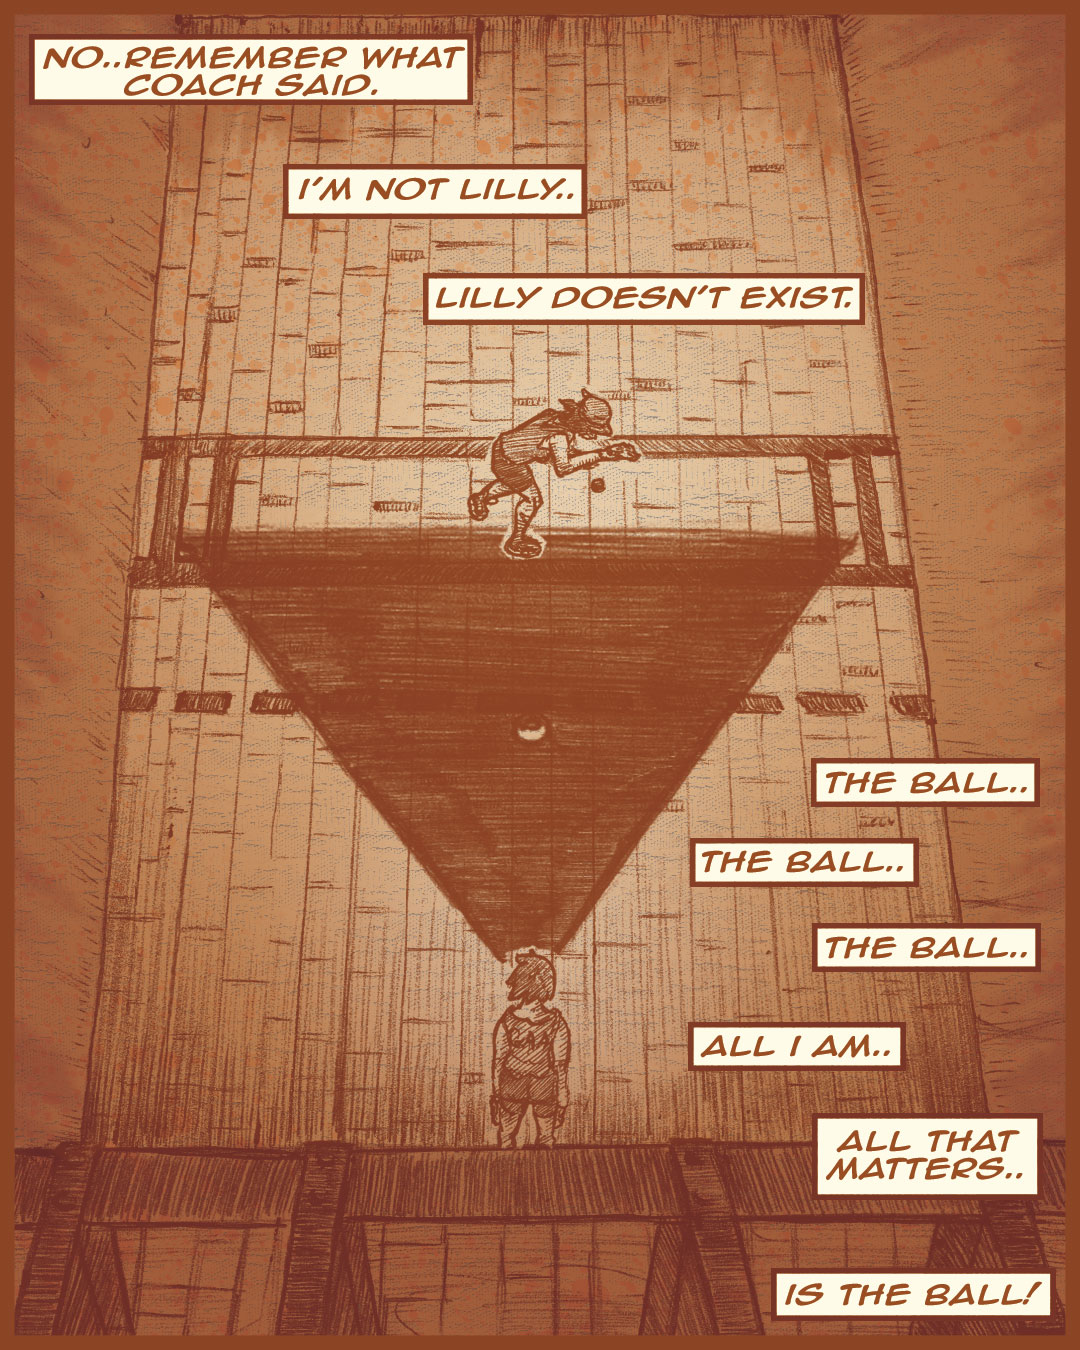 NO..REMEMBER WHAT
COACH SAID.
I'M NOT LILLY..
LILLY DOESN'T EXIST.
THE BALL..
THE BALL..
THE BALL..
ALL I AM..
ALL THAT
MATTERS..
IS THE BALL!